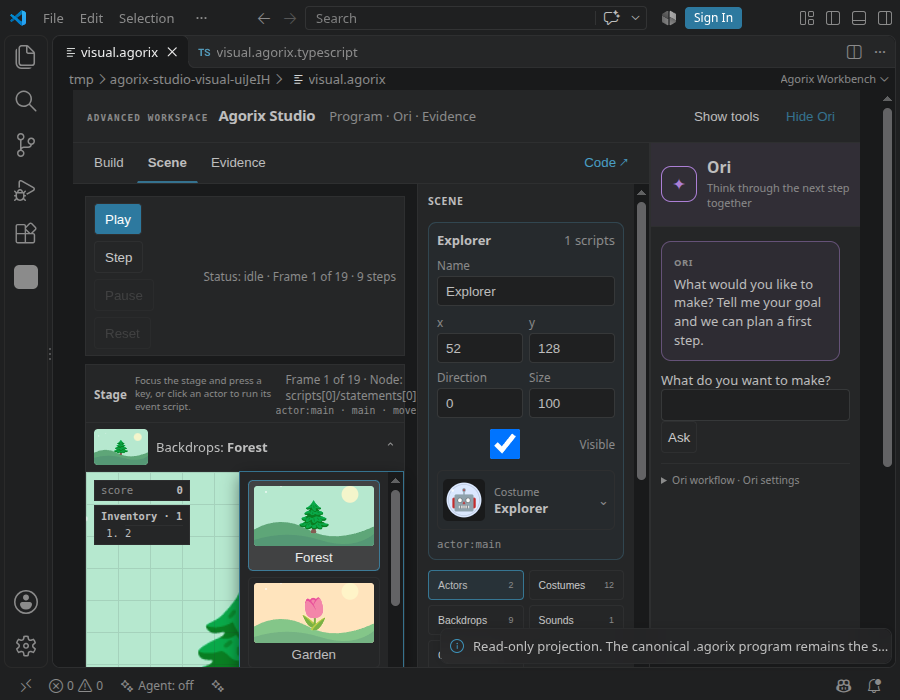 File Edit Selection ··· Search Sign In
visual.agorix TS visual.agorix.typescript
tmp agorix-studio-visual-uiJeIH visual.agorix Agorix Workbench
ADVANCED WORKSPACE Agorix Studio Program · Ori · Evidence Show tools Hide Ori
Build Scene Evidence Code ↗
Play
Step
Pause
Reset
Status: idle · Frame 1 of 19 · 9 steps
Stage
Focus the stage and press a
key, or click an actor to run its
event script.
Frame 1 of 19 · Node:
scripts[0]/statements[0]
actor:main · main · move
Backdrops: Forest
score 0
Inventory · 1
1. 2
Forest
Garden
SCENE
Explorer 1 scripts
Name
Explorer
x y
52 128
Direction Size
0 100
Visible
Costume
Explorer
actor:main
Actors 2 Costumes 12
Backdrops 9 Sounds 1
Ori
Think through the next step
together
ORI
What would you like to
make? Tell me your goal
and we can plan a first
step.
What do you want to make?
Ask
Ori workflow · Ori settings
Read-only projection. The canonical .agorix program remains the s...
0 0 Agent: off